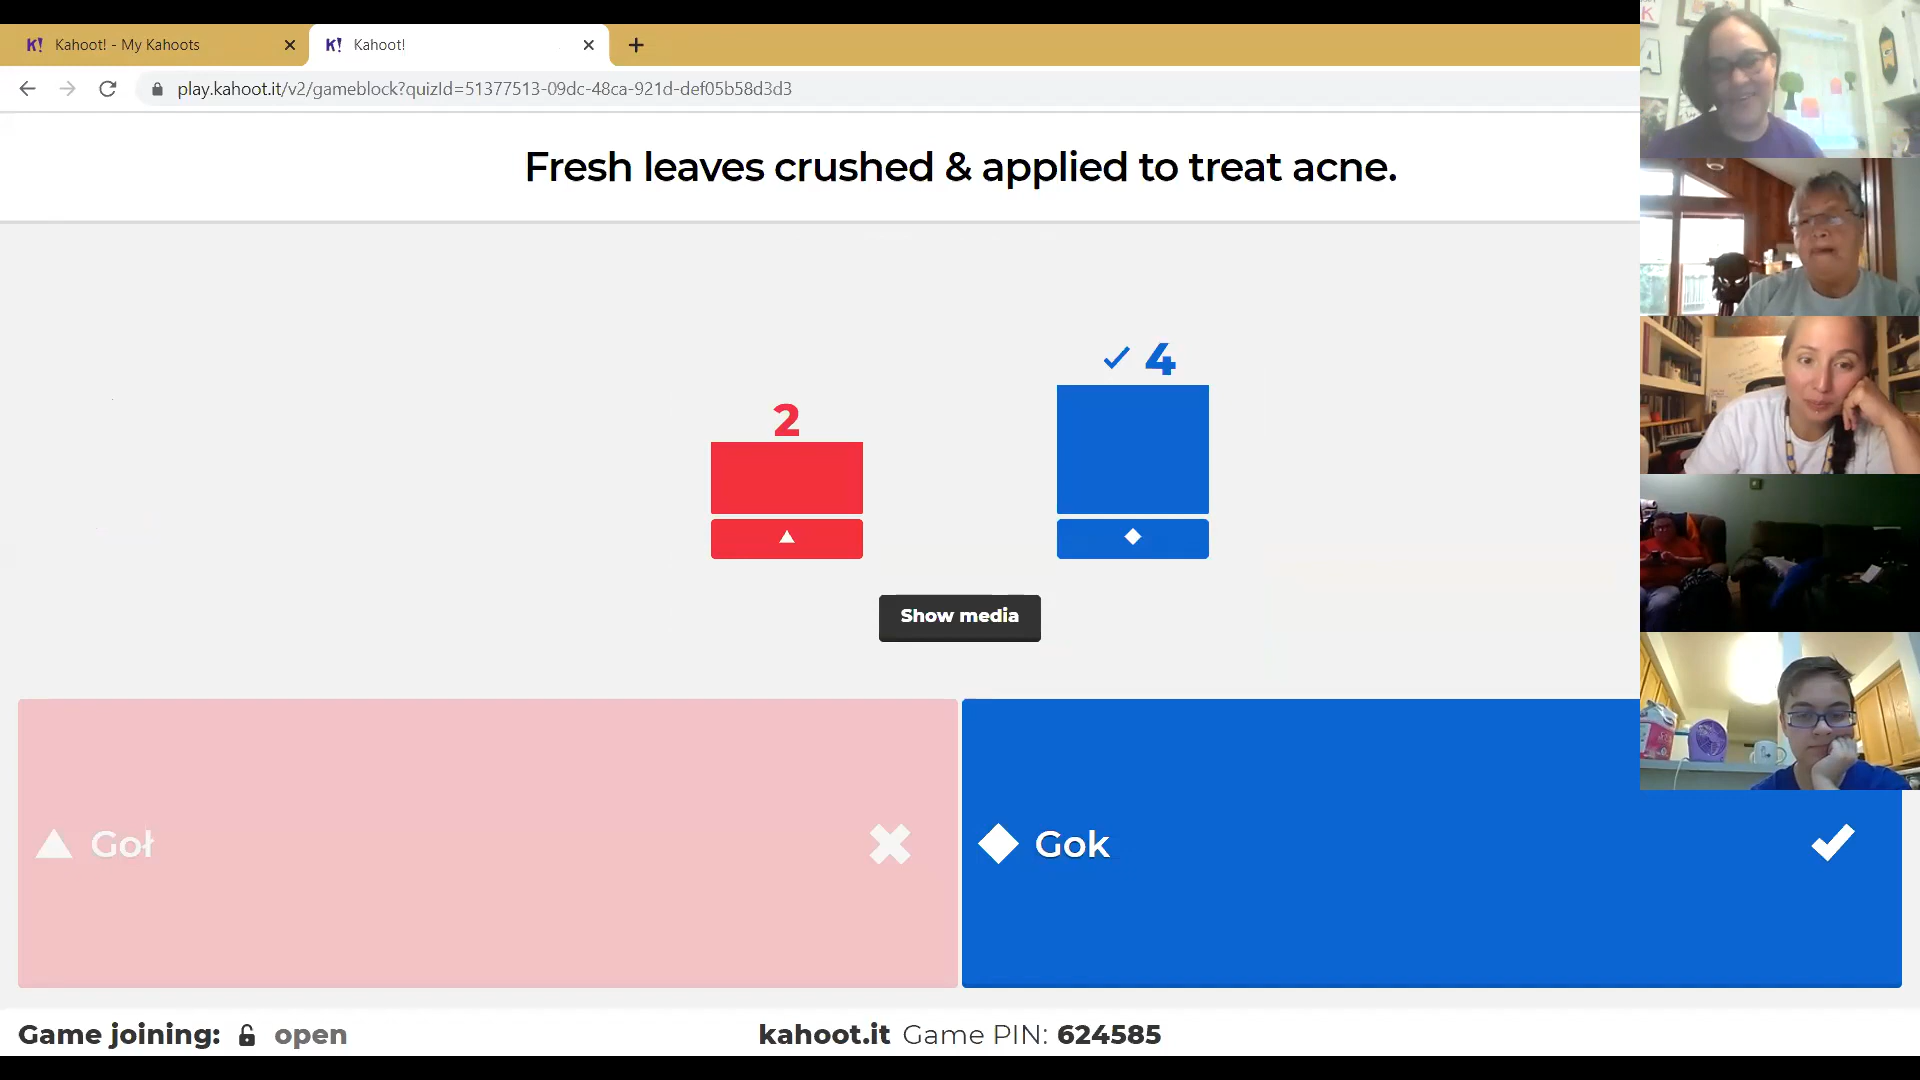 Kahoot! - My Kahoots
Kahoot!
play.kahoot.it/v2/gameblock?quizId=51377513-09dc-48ca-921d-def05b58d3d3
Fresh leaves crushed & applied to treat acne.
4
2
Show media
Goł
Gok
Game joining: open
kahoot.it Game PIN: 624585